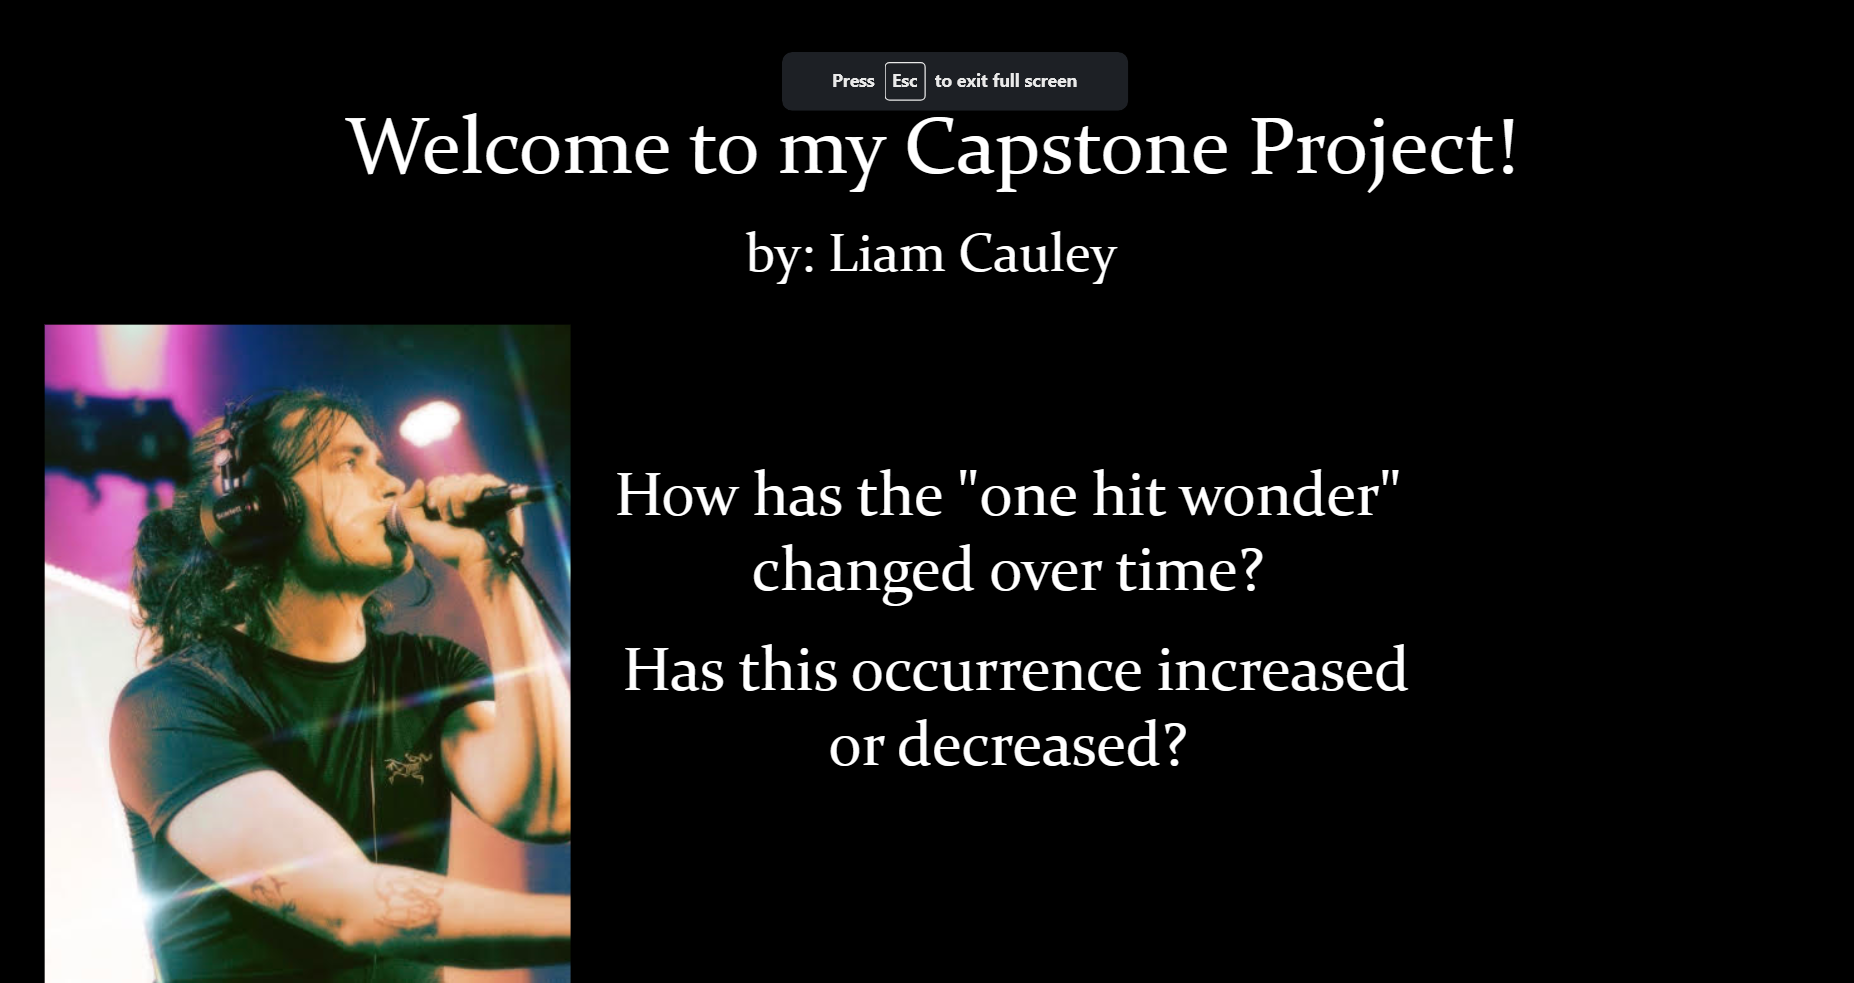 Press Esc to exit full screen
Welcome to my Capstone Project!
by: Liam Cauley
How has the "one hit wonder"
changed over time?
Has this occurrence increased
or decreased?